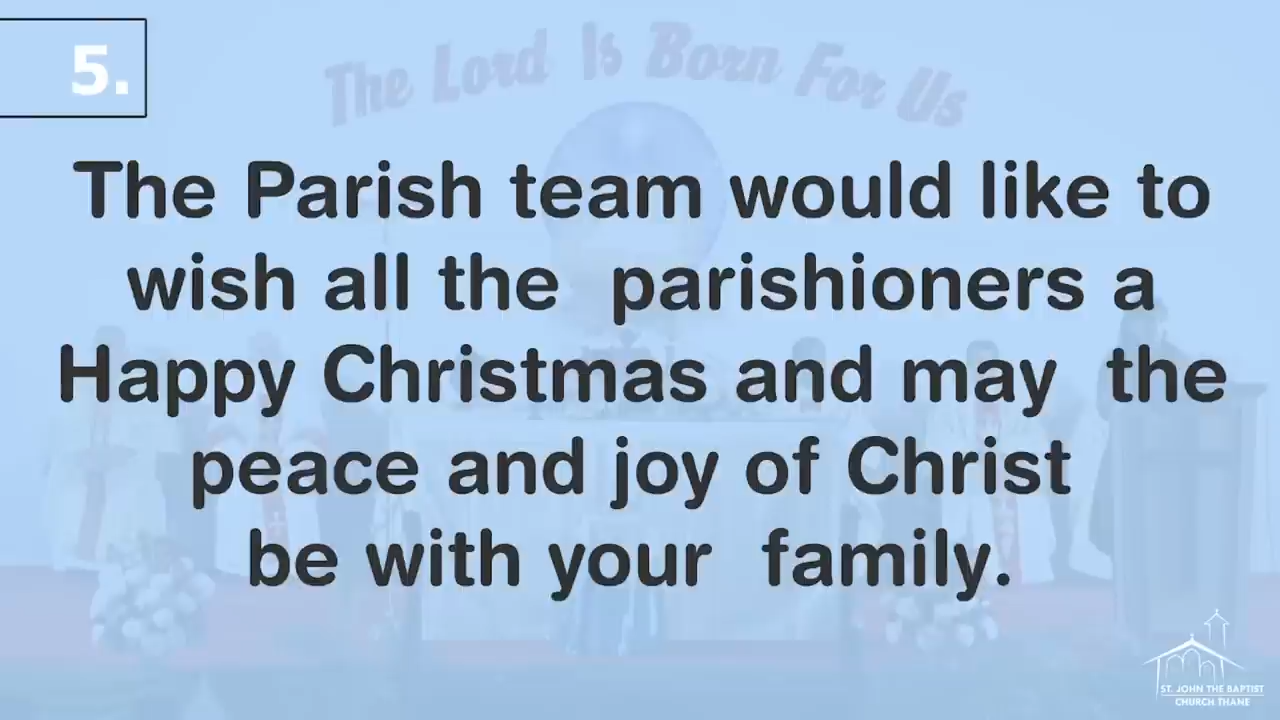 5.
The Lord Is Born For Us
The Parish team would like to
wish all the  parishioners a
Happy Christmas and may  the
peace and joy of Christ
be with your  family.
ST. JOHN THE BAPTIST
CHURCH THANE